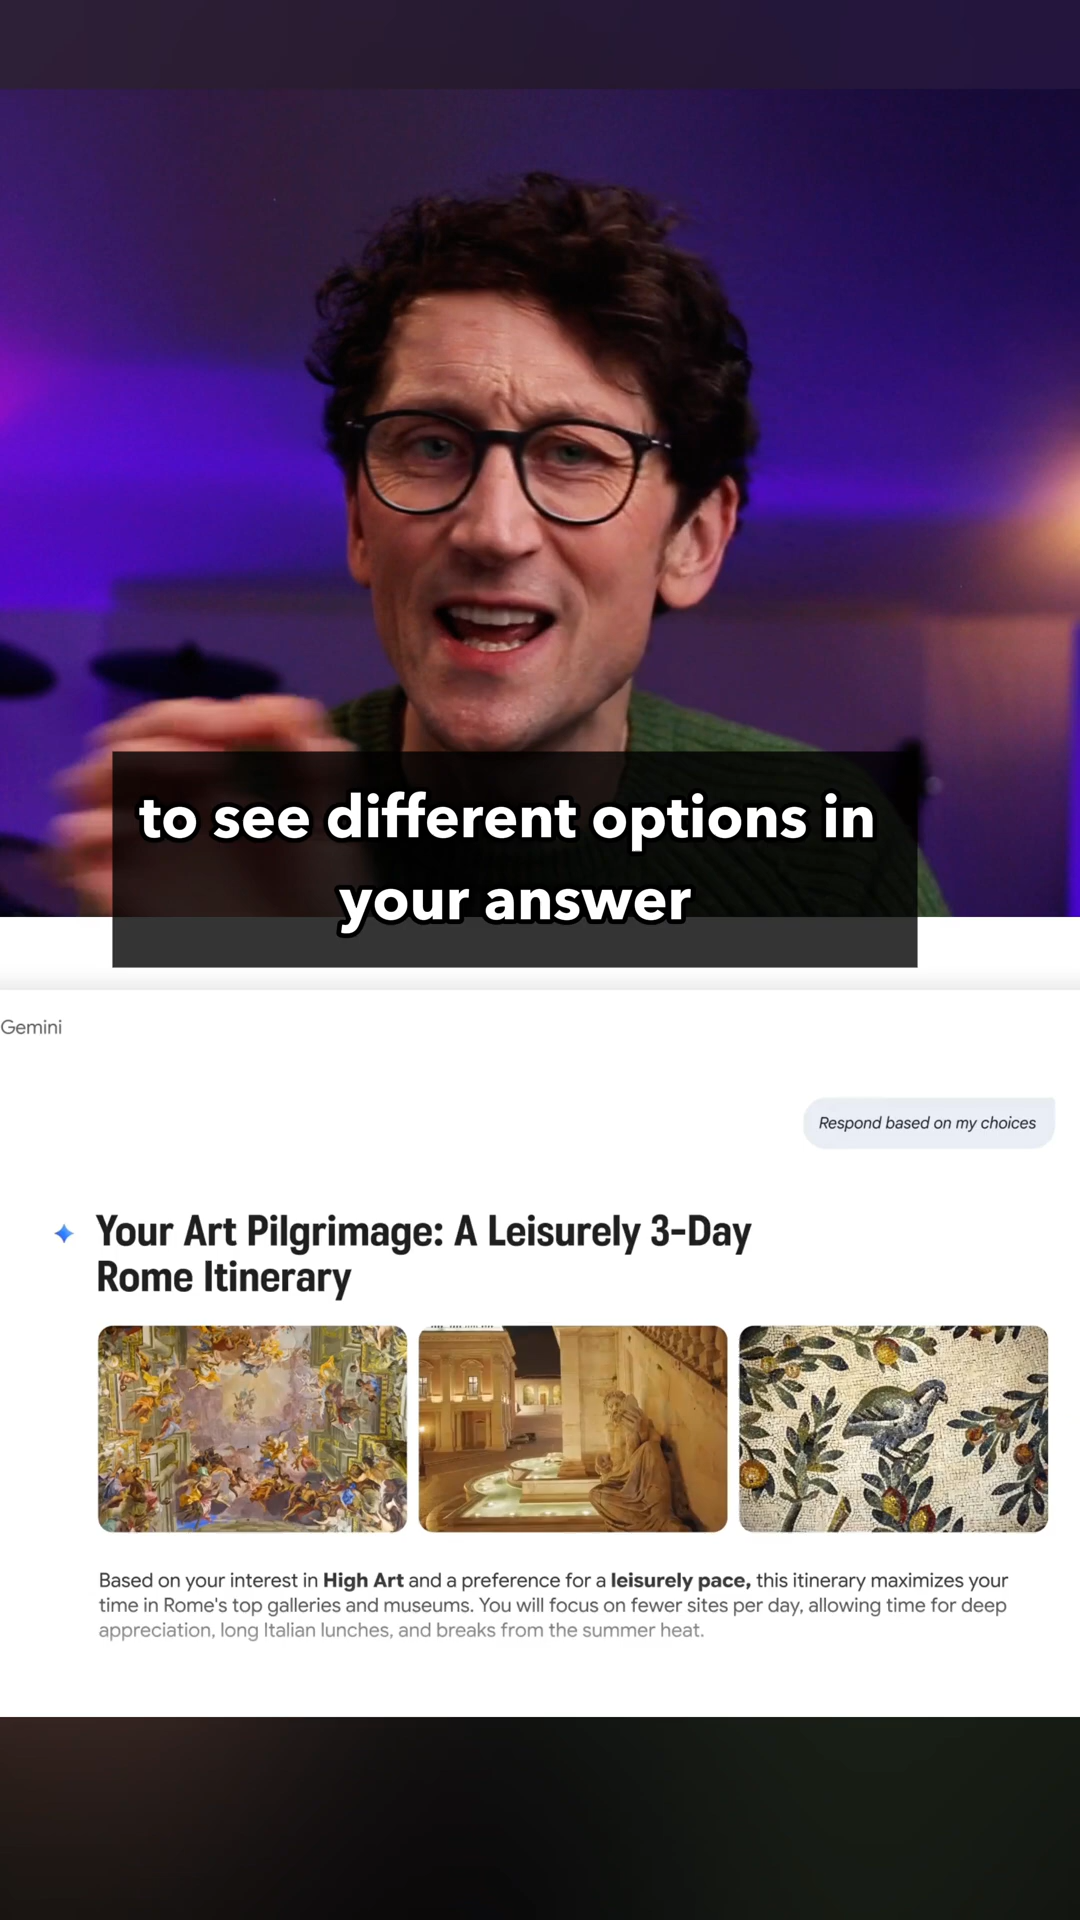 to see different options in
your answer
Gemini
Respond based on my choices
Your Art Pilgrimage: A Leisurely 3-Day
Rome Itinerary
Based on your interest in High Art and a preference for a leisurely pace, this itinerary maximizes your
time in Rome's top galleries and museums. You will focus on fewer sites per day, allowing time for deep
appreciation, long Italian lunches, and breaks from the summer heat.